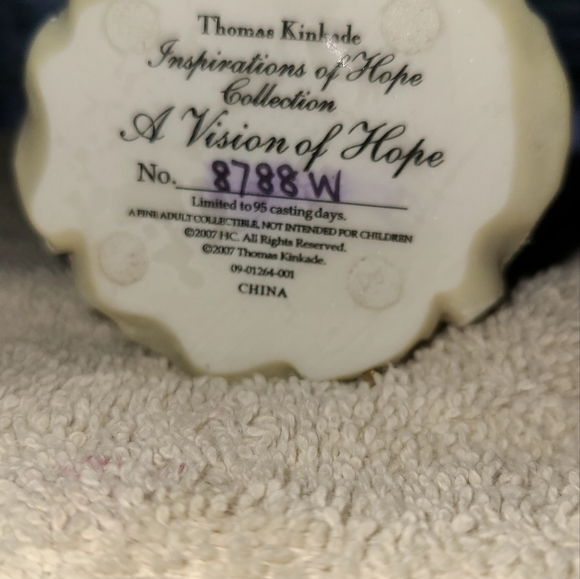 Thomas Kinkade
Inspirations of Hope
Collection
A Vision of Hope
No. 8788 W
Limited to 95 casting days.
A FINE ADULT COLLECTIBLE, NOT INTENDED FOR CHILDREN
©2007 HC. All Rights Reserved.
©2007 Thomas Kinkade.
09-01264-001
CHINA